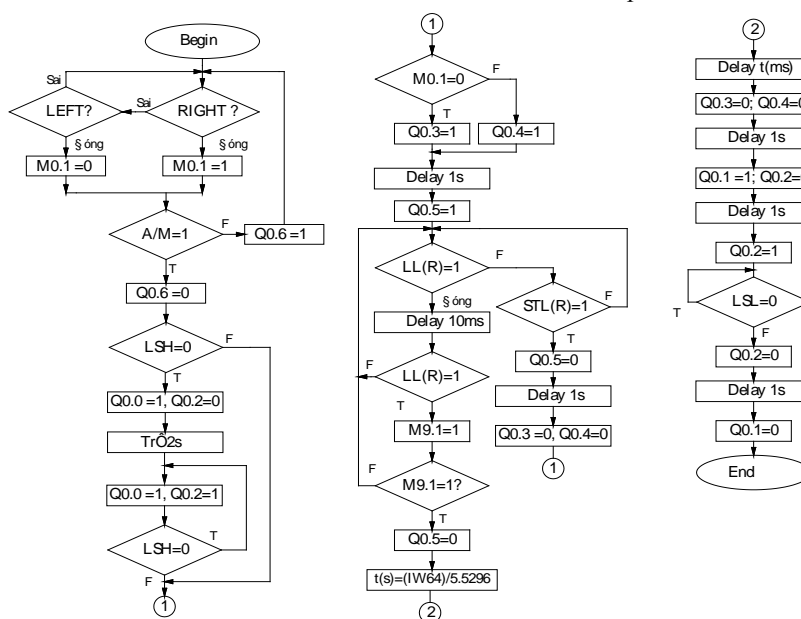 Begin
Sai
LEFT?
Sai
RIGHT ?
§ óng
§ óng
M0.1 =0
M0.1 =1
A/M=1
F
Q0.6 =1
T
Q0.6 =0
LSH=0
F
T
Q0.0 =1, Q0.2=0
TrÔ2s
Q0.0 =1, Q0.2=1
LSH=0
T
F
1
1
M0.1=0
F
T
Q0.3=1
Q0.4=1
Delay 1s
Q0.5=1
LL(R)=1
F
§ óng
STL(R)=1
F
Delay 10ms
T
LL(R)=1
F
Q0.5=0
T
Delay 1s
M9.1=1
Q0.3 =0, Q0.4=0
F
M9.1=1?
1
T
Q0.5=0
t(s)=(IW64)/5.5296
2
2
Delay t(ms)
Q0.3=0; Q0.4=0
Delay 1s
Q0.1 =1; Q0.2=
Delay 1s
Q0.2=1
LSL=0
T
F
Q0.2=0
Delay 1s
Q0.1=0
End